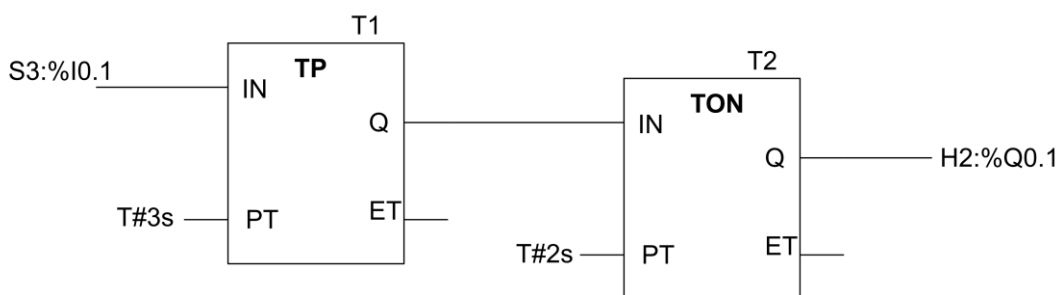 T1
S3:%I0.1
TP
IN
Q
T#3s
PT
ET
T2
TON
IN
Q
H2:%Q0.1
T#2s
PT
ET